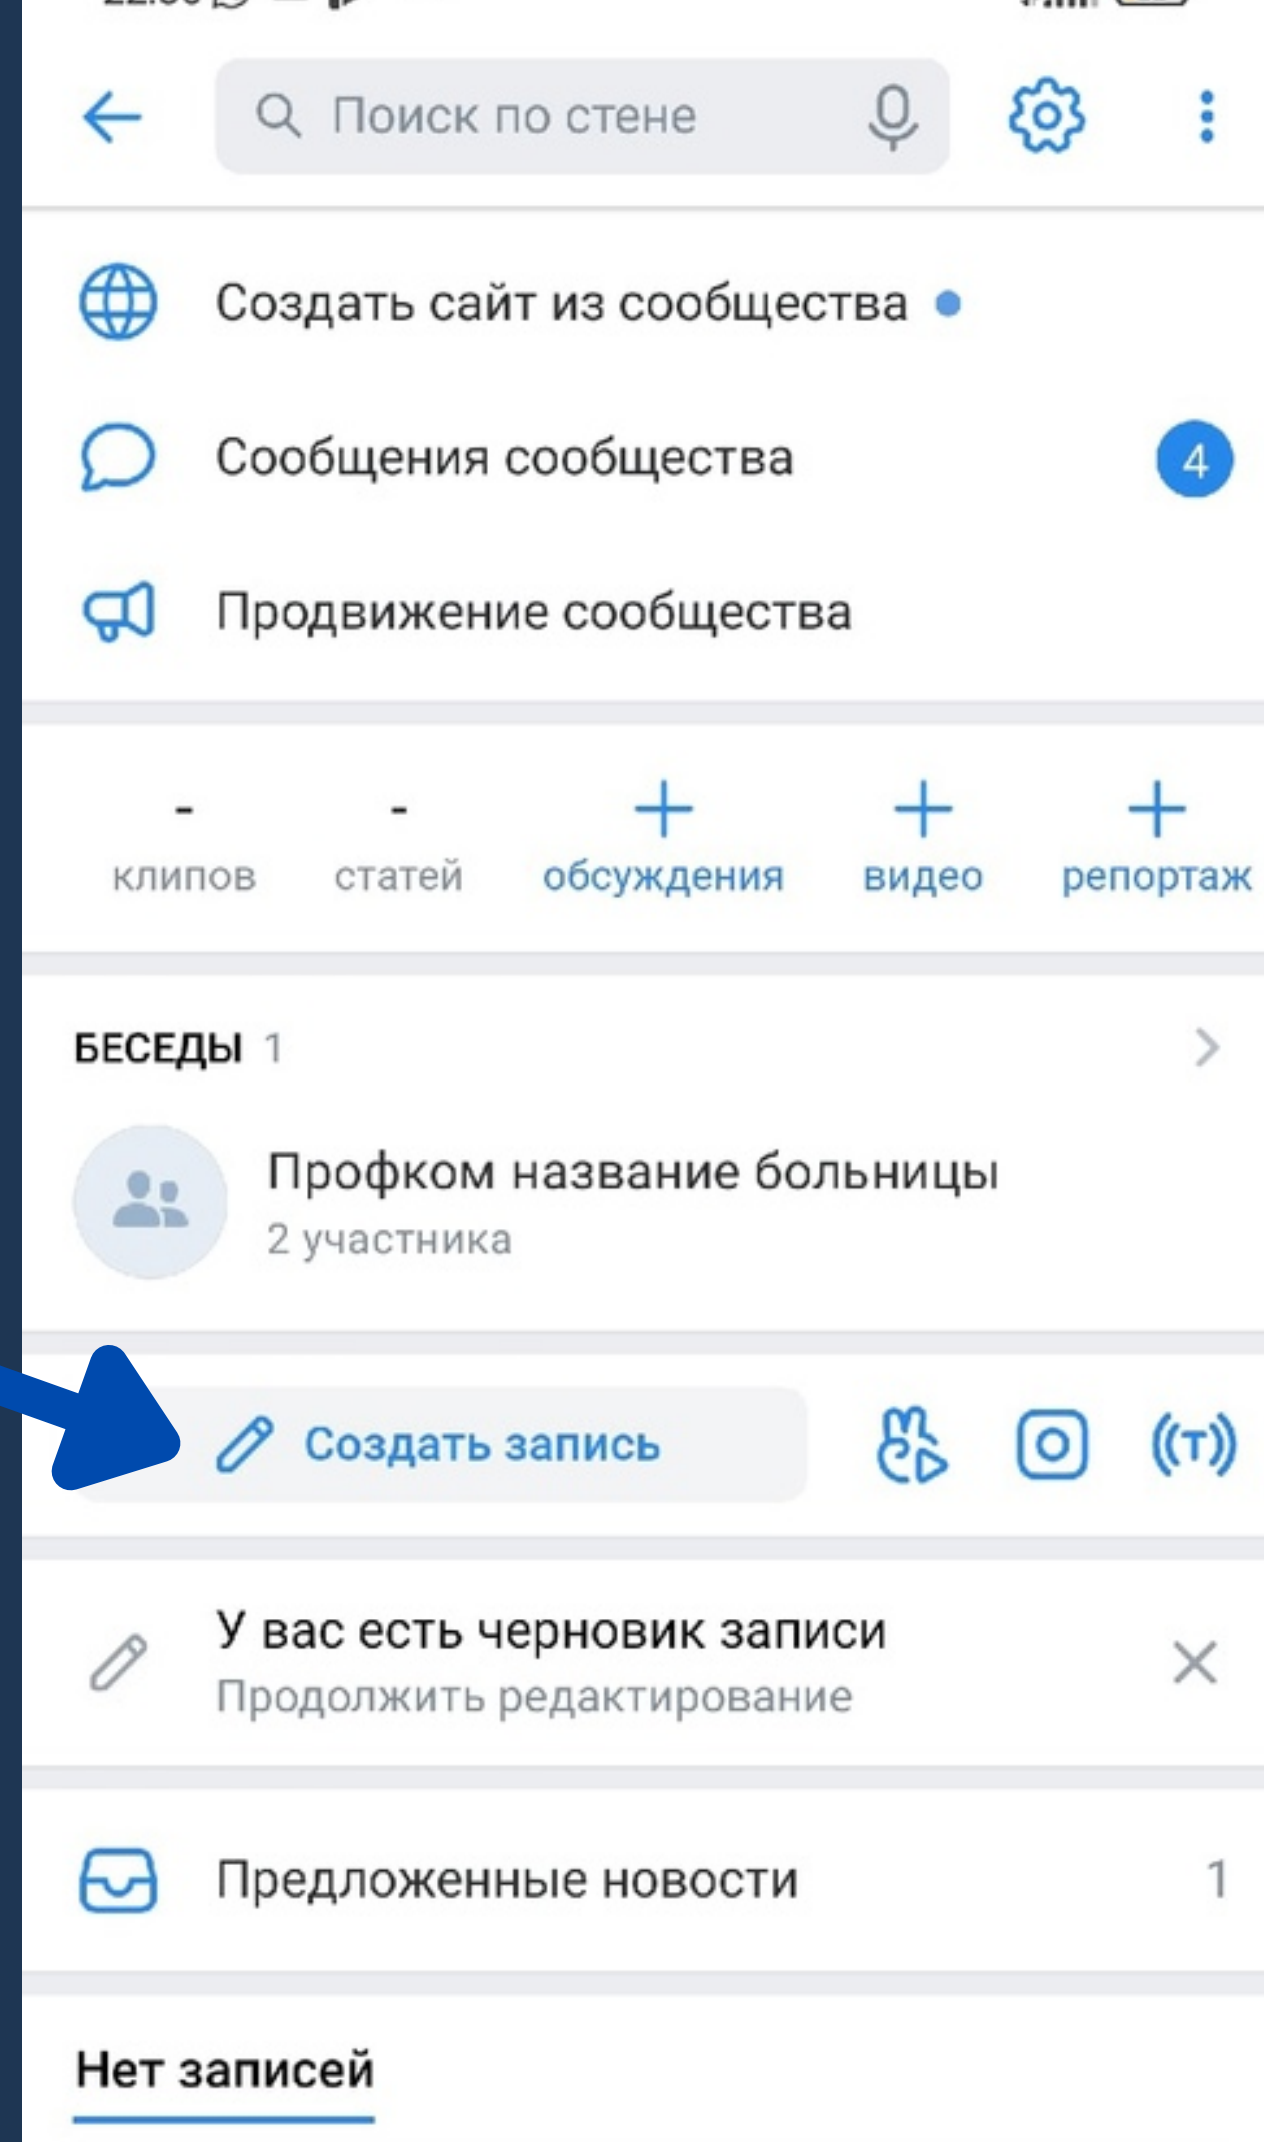 Поиск по стене
Создать сайт из сообщества
Сообщения сообщества 4
Продвижение сообщества
- - + + +
клипов статей обсуждения видео репортаж
БЕСЕДЫ 1
Профком название больницы
2 участника
Создать запись ((T))
У вас есть черновик записи
Продолжить редактирование
Предложенные новости 1
Нет записей